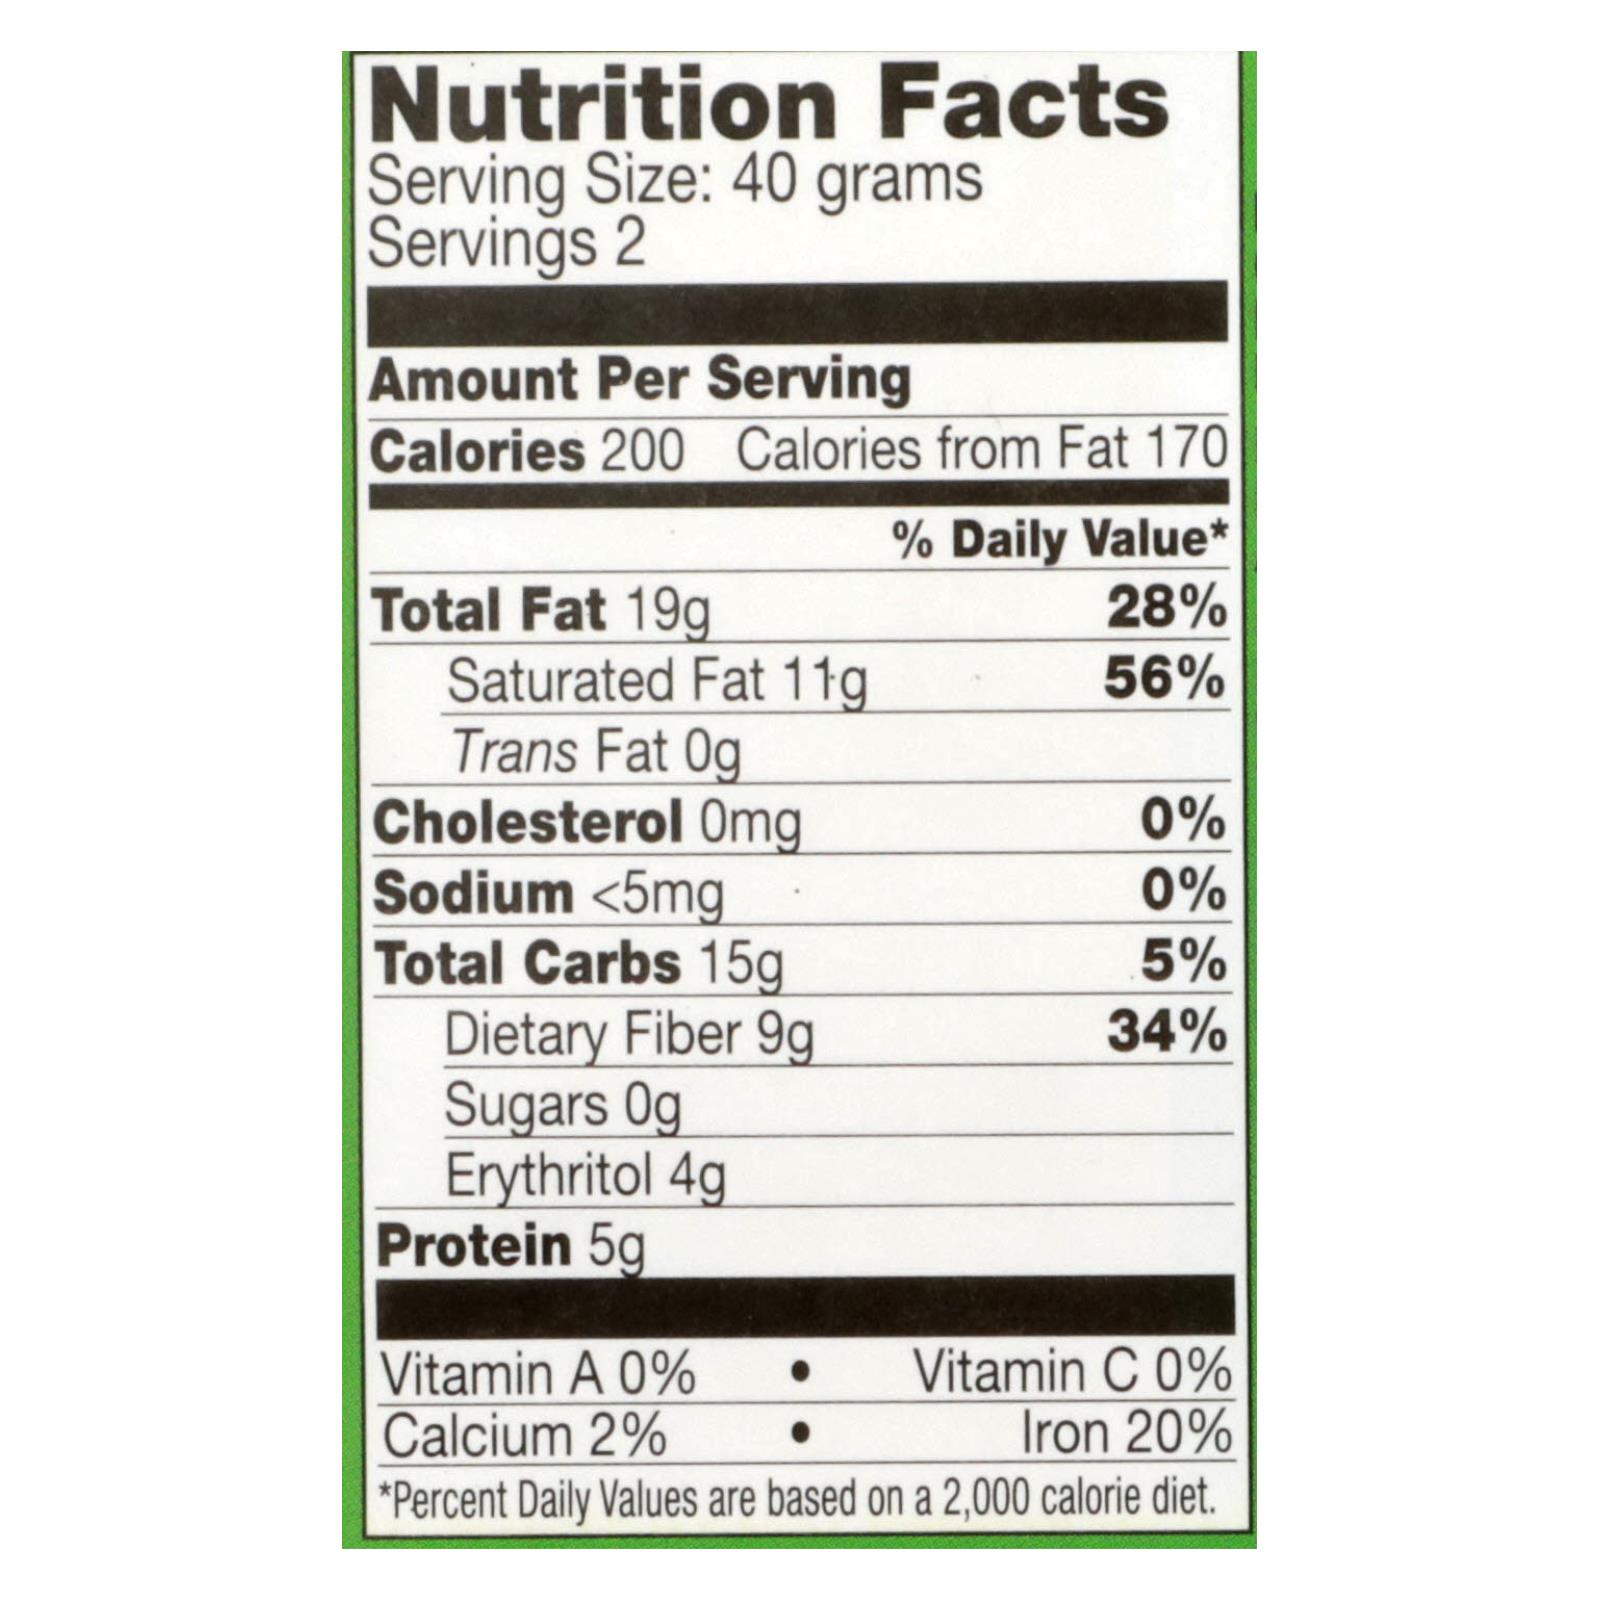 Nutrition Facts
Serving Size: 40 grams
Servings 2
Amount Per Serving
Calories 200 Calories from Fat 170
% Daily Value*
Total Fat 19g 28%
Saturated Fat 11g 56%
Trans Fat 0g
Cholesterol 0mg 0%
Sodium <5mg 0%
Total Carbs 15g 5%
Dietary Fiber 9g 34%
Sugars 0g
Erythritol 4g
Protein 5g
Vitamin A 0% • Vitamin C 0%
Calcium 2% • Iron 20%
*Percent Daily Values are based on a 2,000 calorie diet.